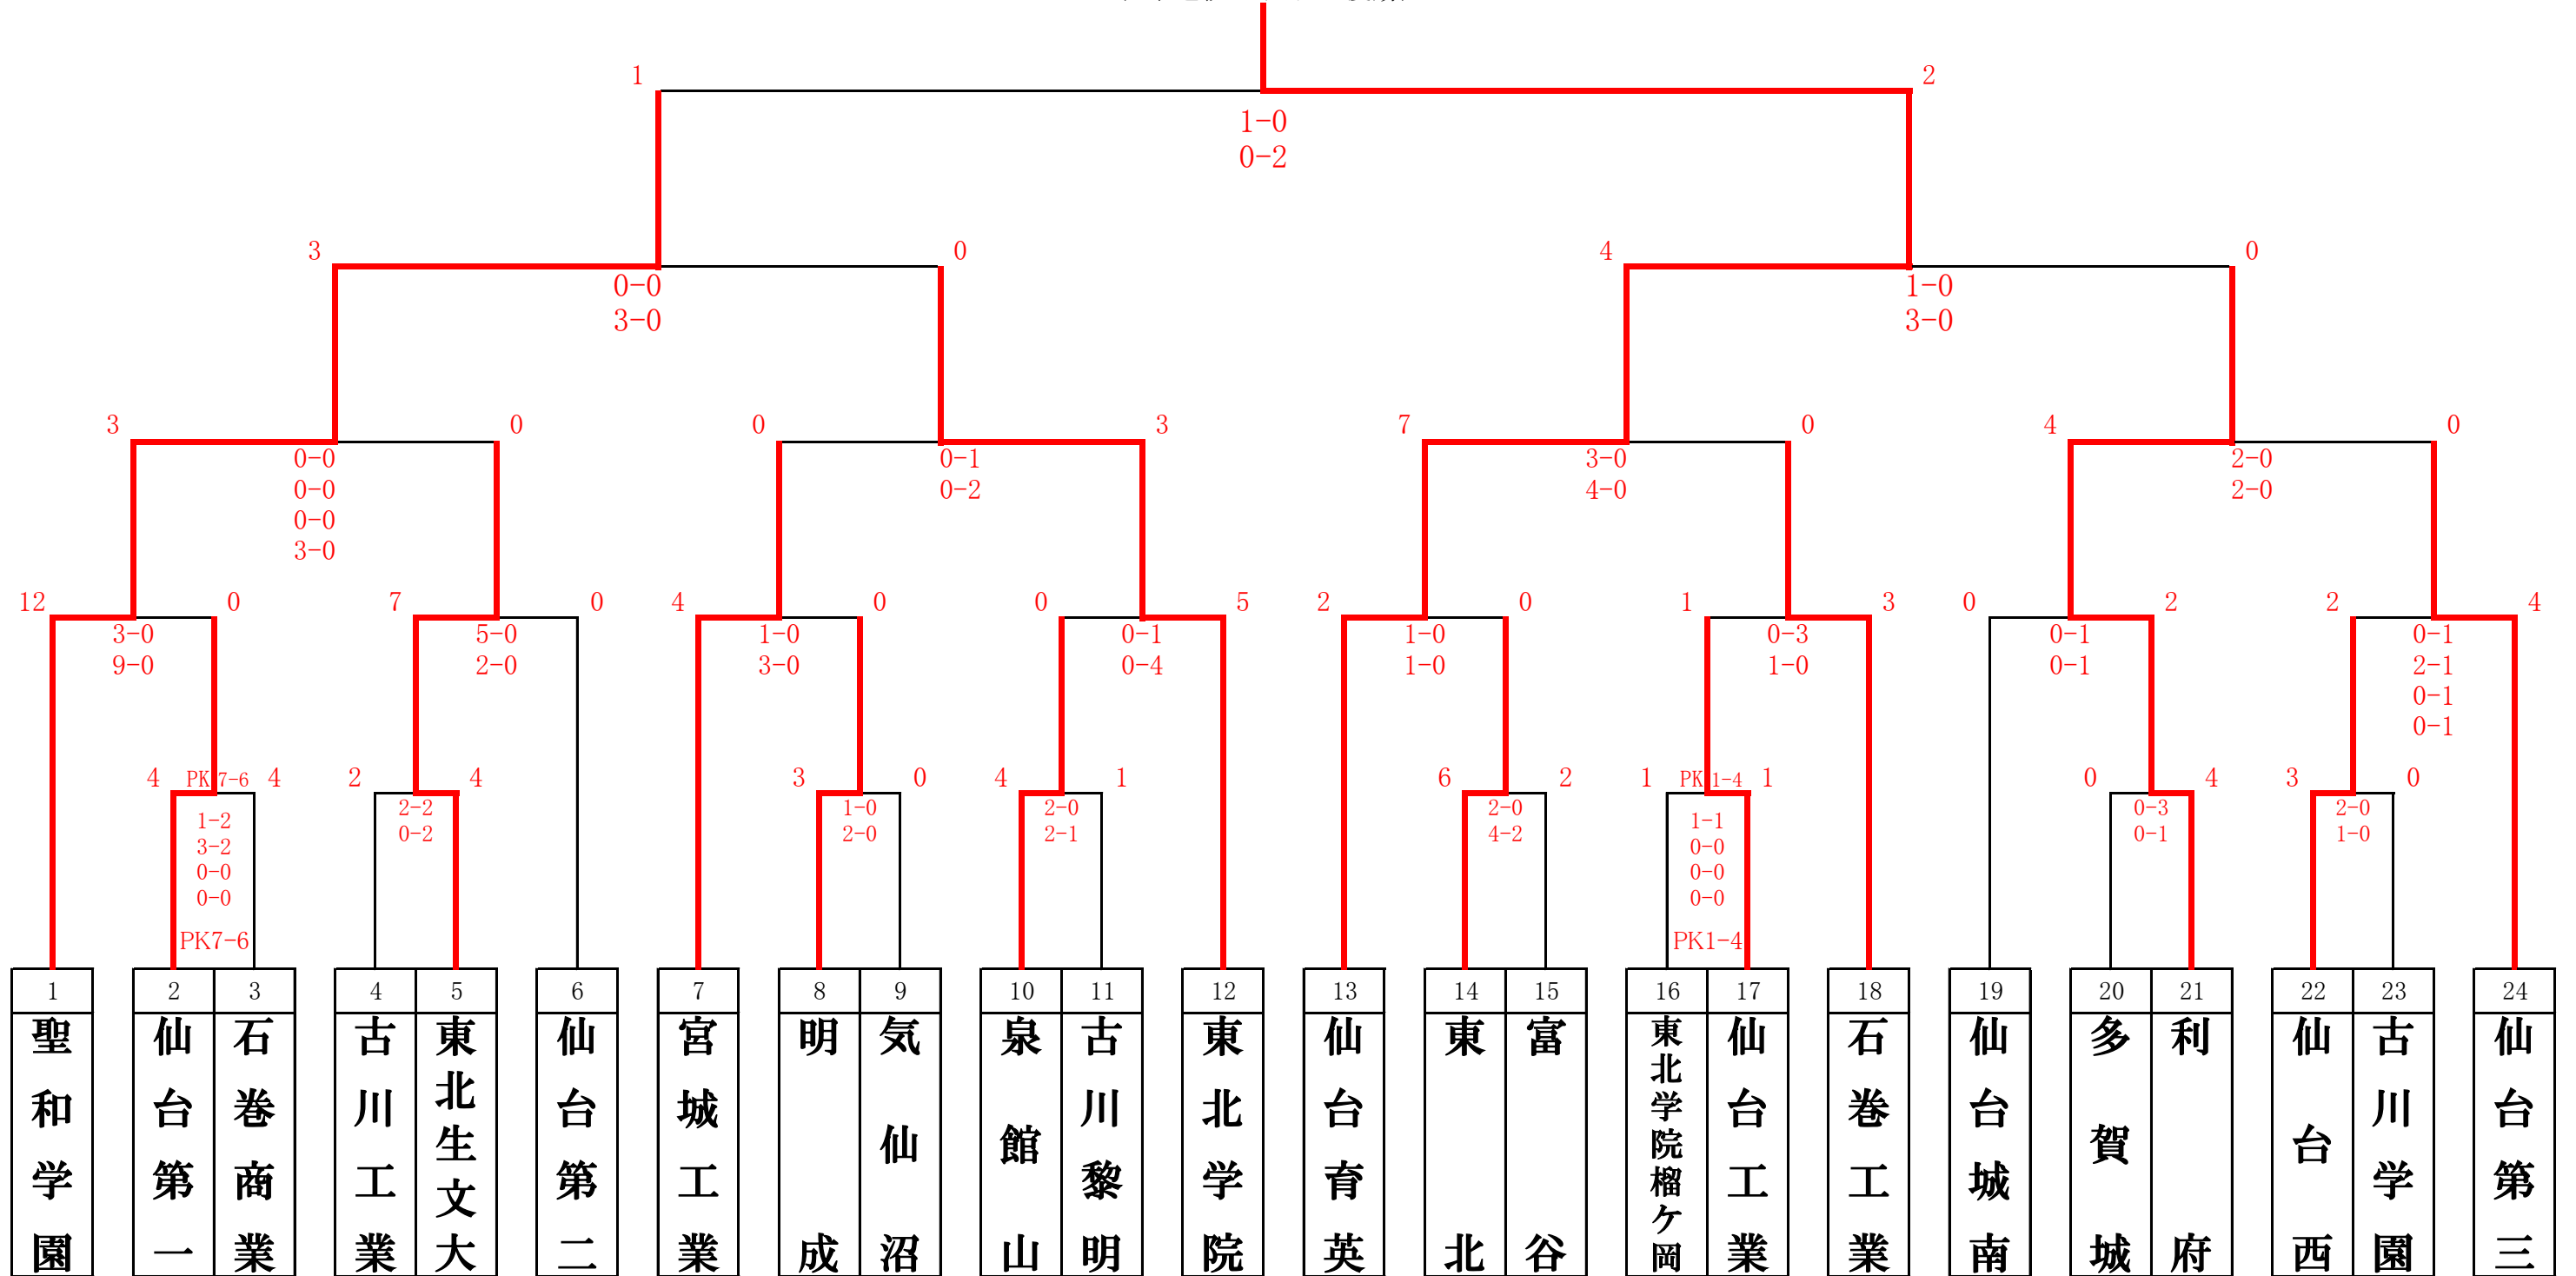 1 2
1-0
0-2
3 0 4 0
0-0 1-0
3-0 3-0
3 0 0 3 7 0 4 0
0-0 0-1 3-0 2-0
0-0 0-2 4-0 2-0
0-0
3-0
12 0 7 0 4 0 0 5 2 0 1 3 0 2 2 4
3-0 5-0 1-0 0-1 1-0 0-3 0-1 0-1
9-0 2-0 3-0 0-4 1-0 1-0 0-1 2-1
0-1
0-1
4 PK 7-6 4 2 4 3 0 4 1 6 2 1 PK 1-4 1 0 4 3 0
1-2 2-2 1-0 2-0 2-0 1-1 0-3 2-0
3-2 0-2 2-0 2-1 4-2 0-0 0-1 1-0
0-0 0-0
0-0 0-0
PK7-6 PK1-4
1 2 3 4 5 6 7 8 9 10 11 12 13 14 15 16 17 18 19 20 21 22 23 24
聖和学園
仙台第一
石巻商業
古川工業
東北生文大
仙台第二
宮城工業
明成
気仙沼
泉館山
古川黎明
東北学院
仙台育英
東北
富谷
東北学院榴ケ岡
仙台工業
石巻工業
仙台城南
多賀城
利府
仙台西
古川学園
仙台第三